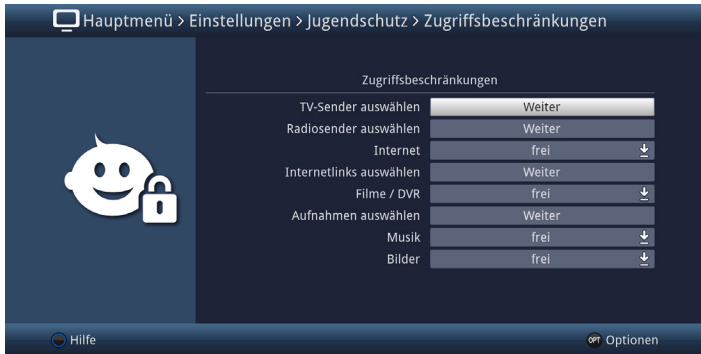 Hauptmenü > Einstellungen > Jugendschutz > Zugriffsbeschränkungen
Zugriffsbeschränkungen
TV-Sender auswählen Weiter
Radiosender auswählen Weiter
Internet frei
Internetlinks auswählen Weiter
Filme / DVR frei
Aufnahmen auswählen Weiter
Musik frei
Bilder frei
Hilfe OPT Optionen